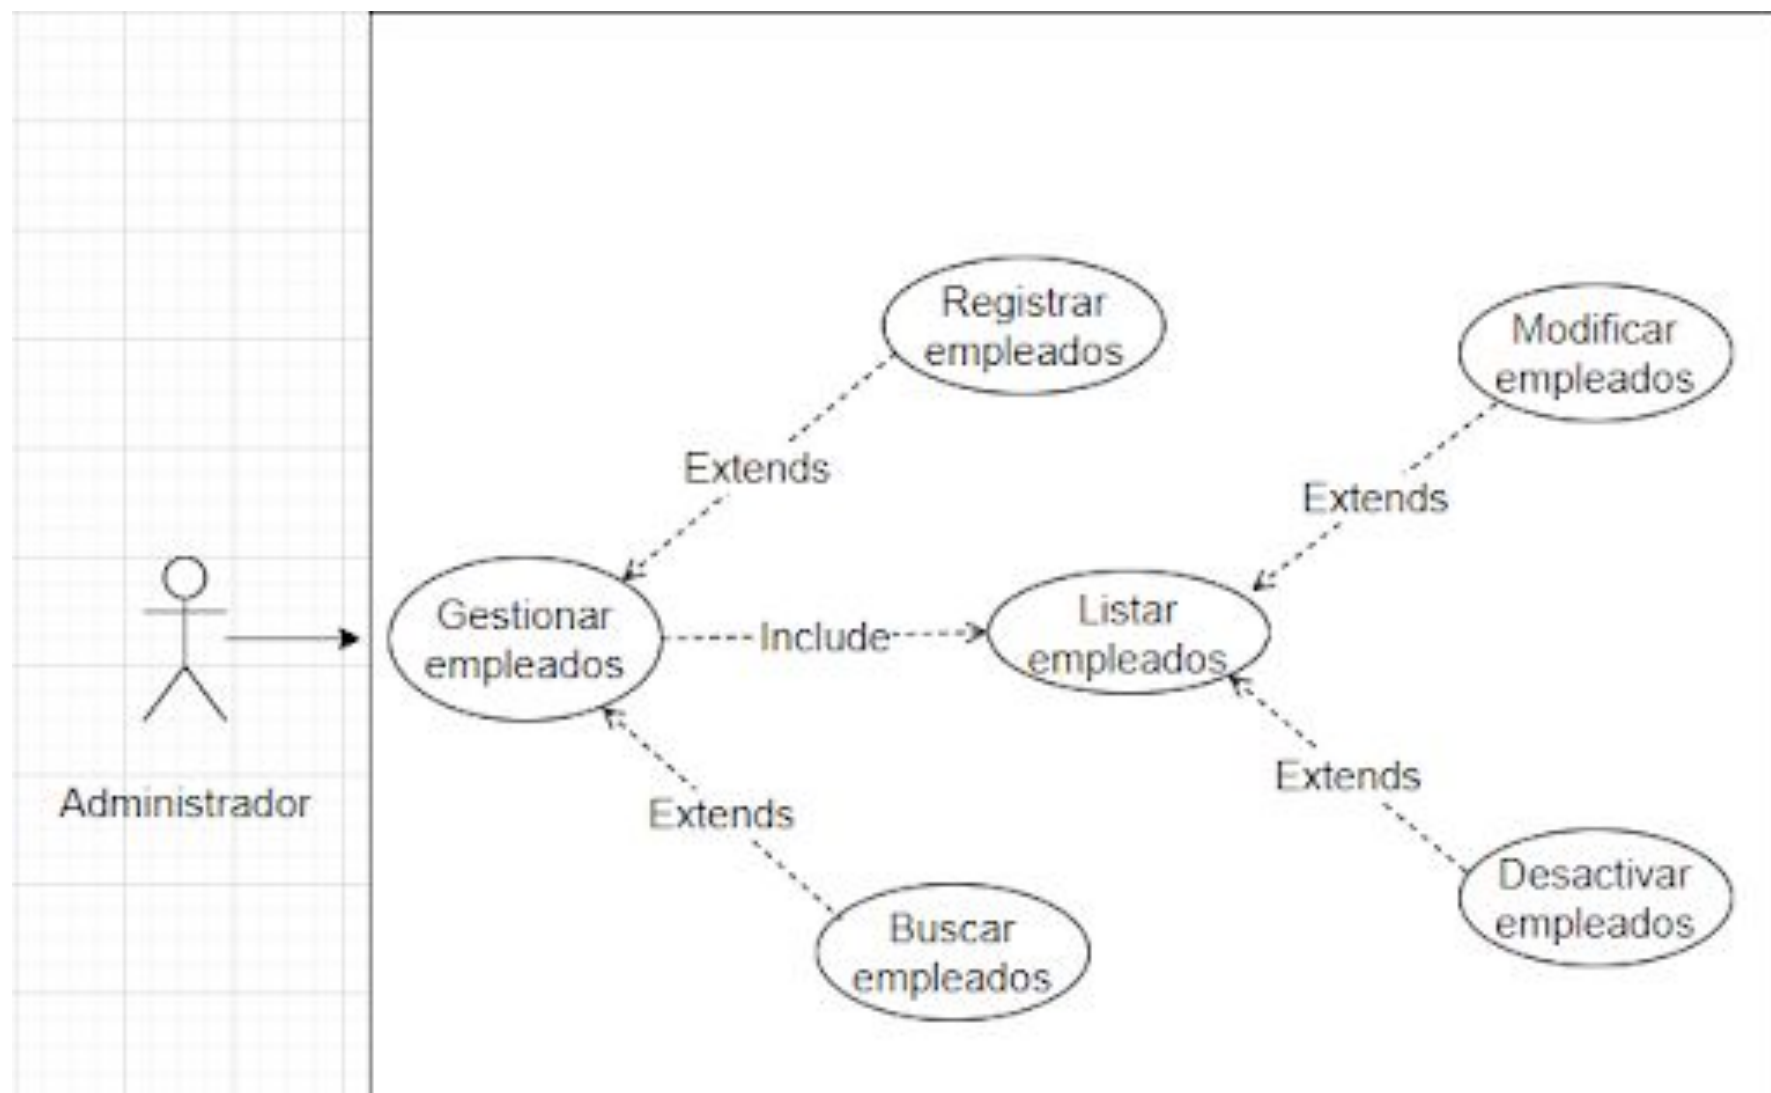 Registrar
empleados
Modificar
empleados
Extends
Extends
Gestionar
empleados
Include
Listar
empleados
Administrador
Extends
Extends
Buscar
empleados
Desactivar
empleados